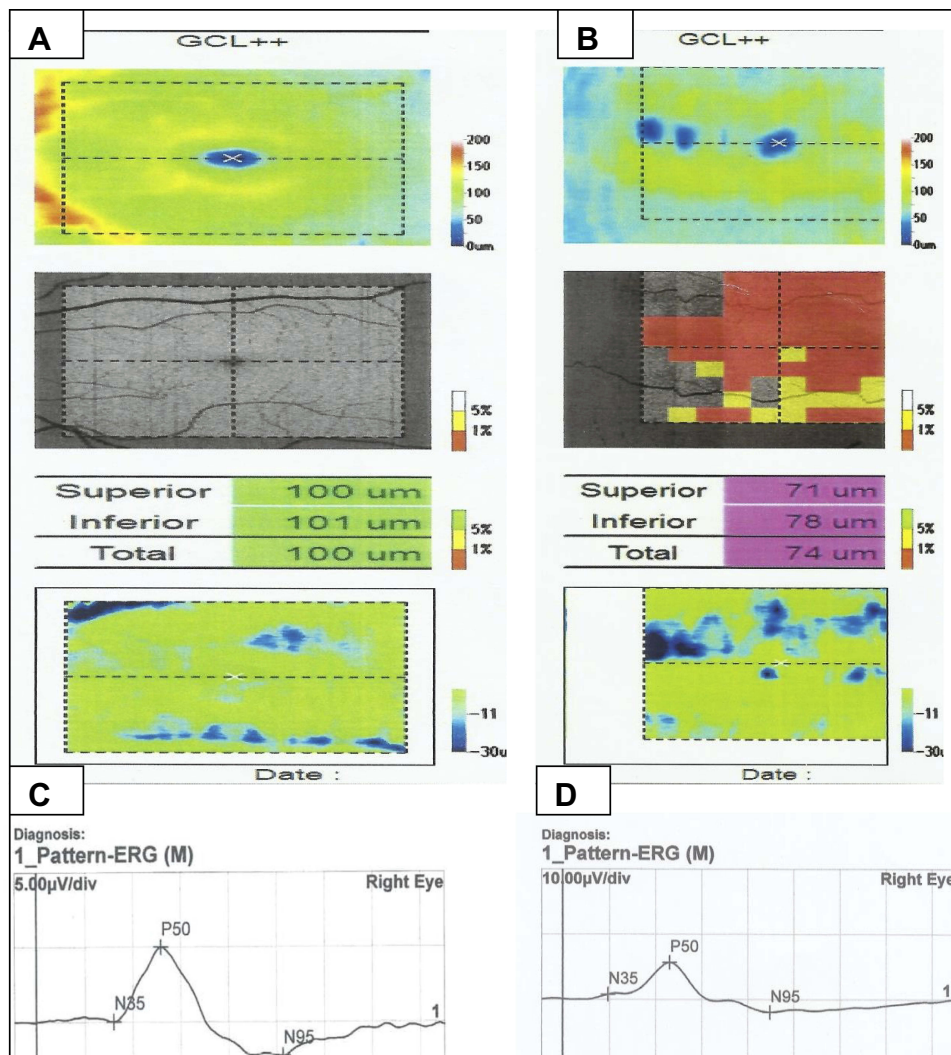 A
GCL++
200
150
100
50
0um
5%
1%
Superior 100 um
Inferior 101 um
Total 100 um
5%
1%
-11
-30u
Date :
B
GCL++
200
150
100
50
0um
5%
1%
Superior 71 um
Inferior 78 um
Total 74 um
5%
1%
-11
-30u
Date :
C
Diagnosis:
1_Pattern-ERG (M)
5.00µV/div Right Eye
P50
N35
1
N95
D
Diagnosis:
1_Pattern-ERG (M)
10.00µV/div Right Eye
P50
N35
1
N95